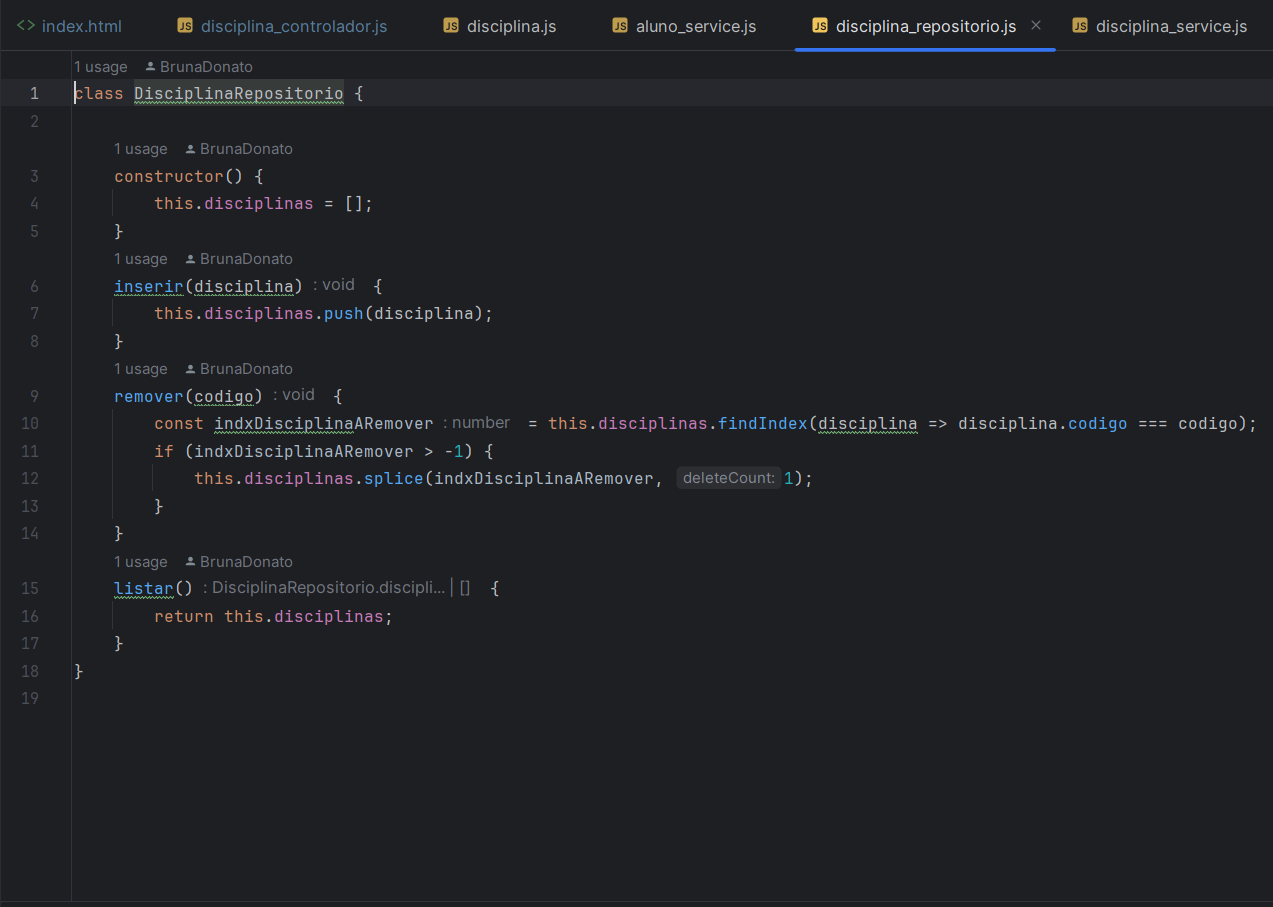 <> index.html JS disciplina_controlador.js JS disciplina.js JS aluno_service.js JS disciplina_repositorio.js × JS disciplina_service.js
1 usage BrunaDonato
1 class DisciplinaRepositorio {
2
1 usage BrunaDonato
3 constructor() {
4 this.disciplinas = [];
5 }
1 usage BrunaDonato
6 inserir(disciplina) : void {
7 this.disciplinas.push(disciplina);
8 }
1 usage BrunaDonato
9 remover(codigo) : void {
10 const indxDisciplinaARemover : number = this.disciplinas.findIndex(disciplina => disciplina.codigo === codigo);
11 if (indxDisciplinaARemover > -1) {
12 this.disciplinas.splice(indxDisciplinaARemover, deleteCount: 1);
13 }
14 }
1 usage BrunaDonato
15 listar() : DisciplinaRepositorio.discipli... | [] {
16 return this.disciplinas;
17 }
18 }
19